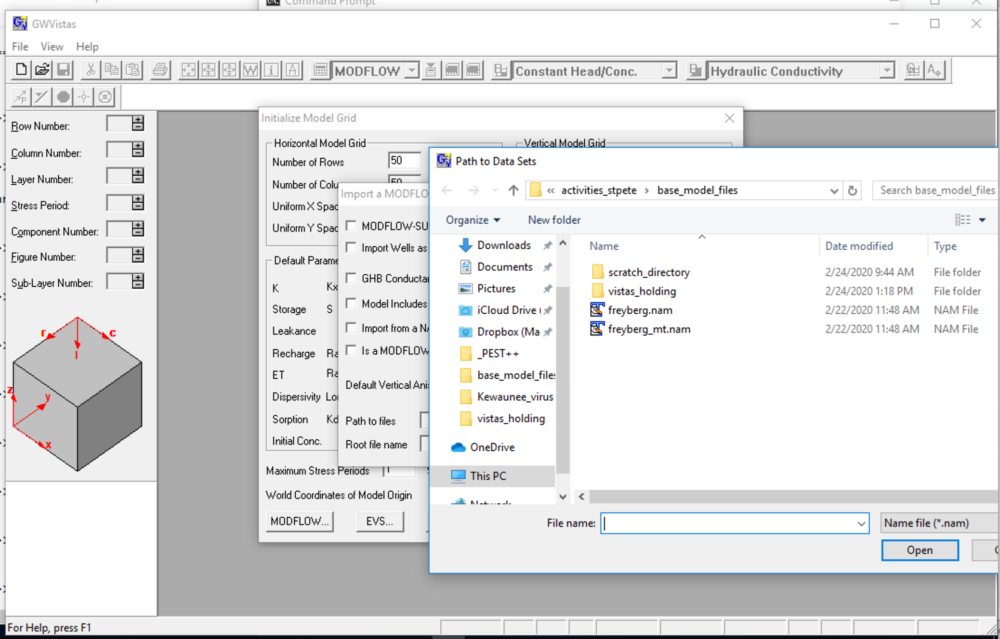 Command Prompt
GWVistas
File View Help
MODFLOW
Constant Head/Conc.
Hydraulic Conductivity
Row Number:
Column Number:
Layer Number:
Stress Period:
Component Number:
Figure Number:
Sub-Layer Number:
r
c
l
z
y
x
Initialize Model Grid
Horizontal Model Grid
Vertical Model Grid
Number of Rows 50
Number of Colu 50
Uniform X Spac
Uniform Y Spac
Default Parame
K Kx
Storage S
Leakance
Recharge Ra
ET Ra
Dispersivity Lo
Sorption Kd
Initial Conc.
Maximum Stress Periods 1
World Coordinates of Model Origin
MODFLOW... EVS...
Import a MODFLO
MODFLOW-SU
Import Wells as
GHB Conducta
Model Includes
Import from a N
Is a MODFLOW
Default Vertical Ani
Path to files
Root file name
Path to Data Sets
« activities_stpete › base_model_files
Search base_model_files
Organize New folder
Downloads
Documents
Pictures
iCloud Drive (
Dropbox (Ma
_PEST++
base_model_file
Kewaunee_virus
vistas_holding
OneDrive
This PC
Network
Name Date modified Type
scratch_directory 2/24/2020 9:44 AM File folder
vistas_holding 2/24/2020 1:18 PM File folder
freyberg.nam 2/22/2020 11:48 AM NAM File
freyberg_mt.nam 2/22/2020 11:48 AM NAM File
File name:
Name file (*.nam)
Open
For Help, press F1